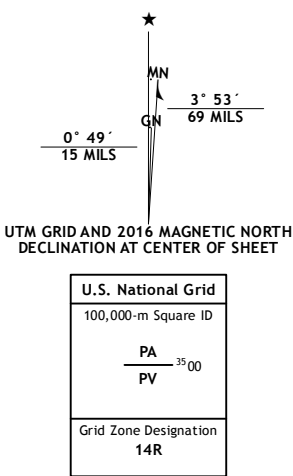 ★
MN
3° 53´
69 MILS
GN
0° 49´
15 MILS
UTM GRID AND 2016 MAGNETIC NORTH
DECLINATION AT CENTER OF SHEET
U.S. National Grid
100,000-m Square ID
PA
3500
PV
Grid Zone Designation
14R